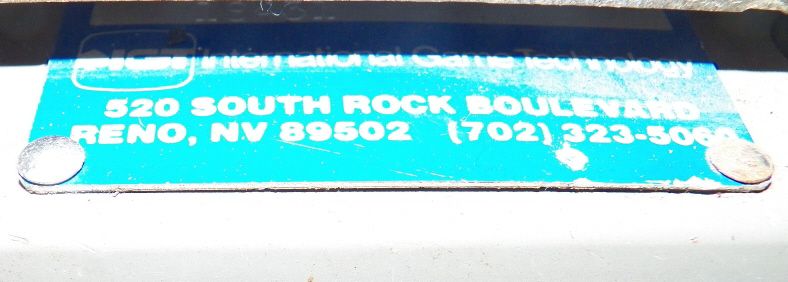 IGT International Game Technology
520 SOUTH ROCK BOULEVARD
RENO, NV 89502 (702) 323-5060